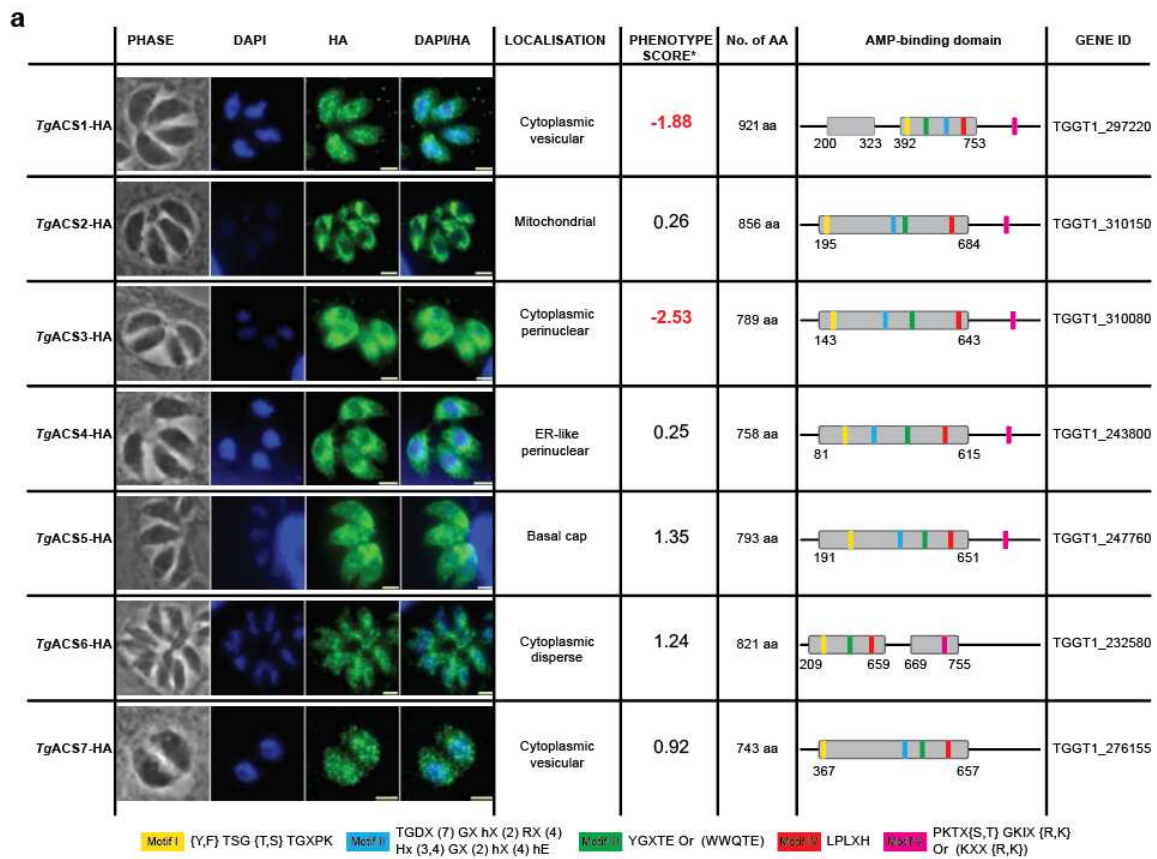 a
PHASE DAPI HA DAPI/HA LOCALISATION PHENOTYPE SCORE* No. of AA AMP-binding domain GENE ID
TgACS1-HA Cytoplasmic vesicular -1.88 921 aa TGGT1_297220
200 323 392 753
TgACS2-HA Mitochondrial 0.26 856 aa TGGT1_310150
195 684
TgACS3-HA Cytoplasmic perinuclear -2.53 789 aa TGGT1_310080
143 643
TgACS4-HA ER-like perinuclear 0.25 758 aa TGGT1_243800
81 615
TgACS5-HA Basal cap 1.35 793 aa TGGT1_247760
191 651
TgACS6-HA Cytoplasmic disperse 1.24 821 aa TGGT1_232580
209 659 669 755
TgACS7-HA Cytoplasmic vesicular 0.92 743 aa TGGT1_276155
367 657
Motif I {Y,F} TSG {T,S} TGXPK
Motif II TGDX (7) GX hX (2) RX (4)
Hx (3,4) GX (2) hX (4) hE
Motif III YGXTE Or (WWQTE)
Motif IV LPLXH
Motif V PKTX{S,T} GKIX {R,K}
Or (KXX {R,K})